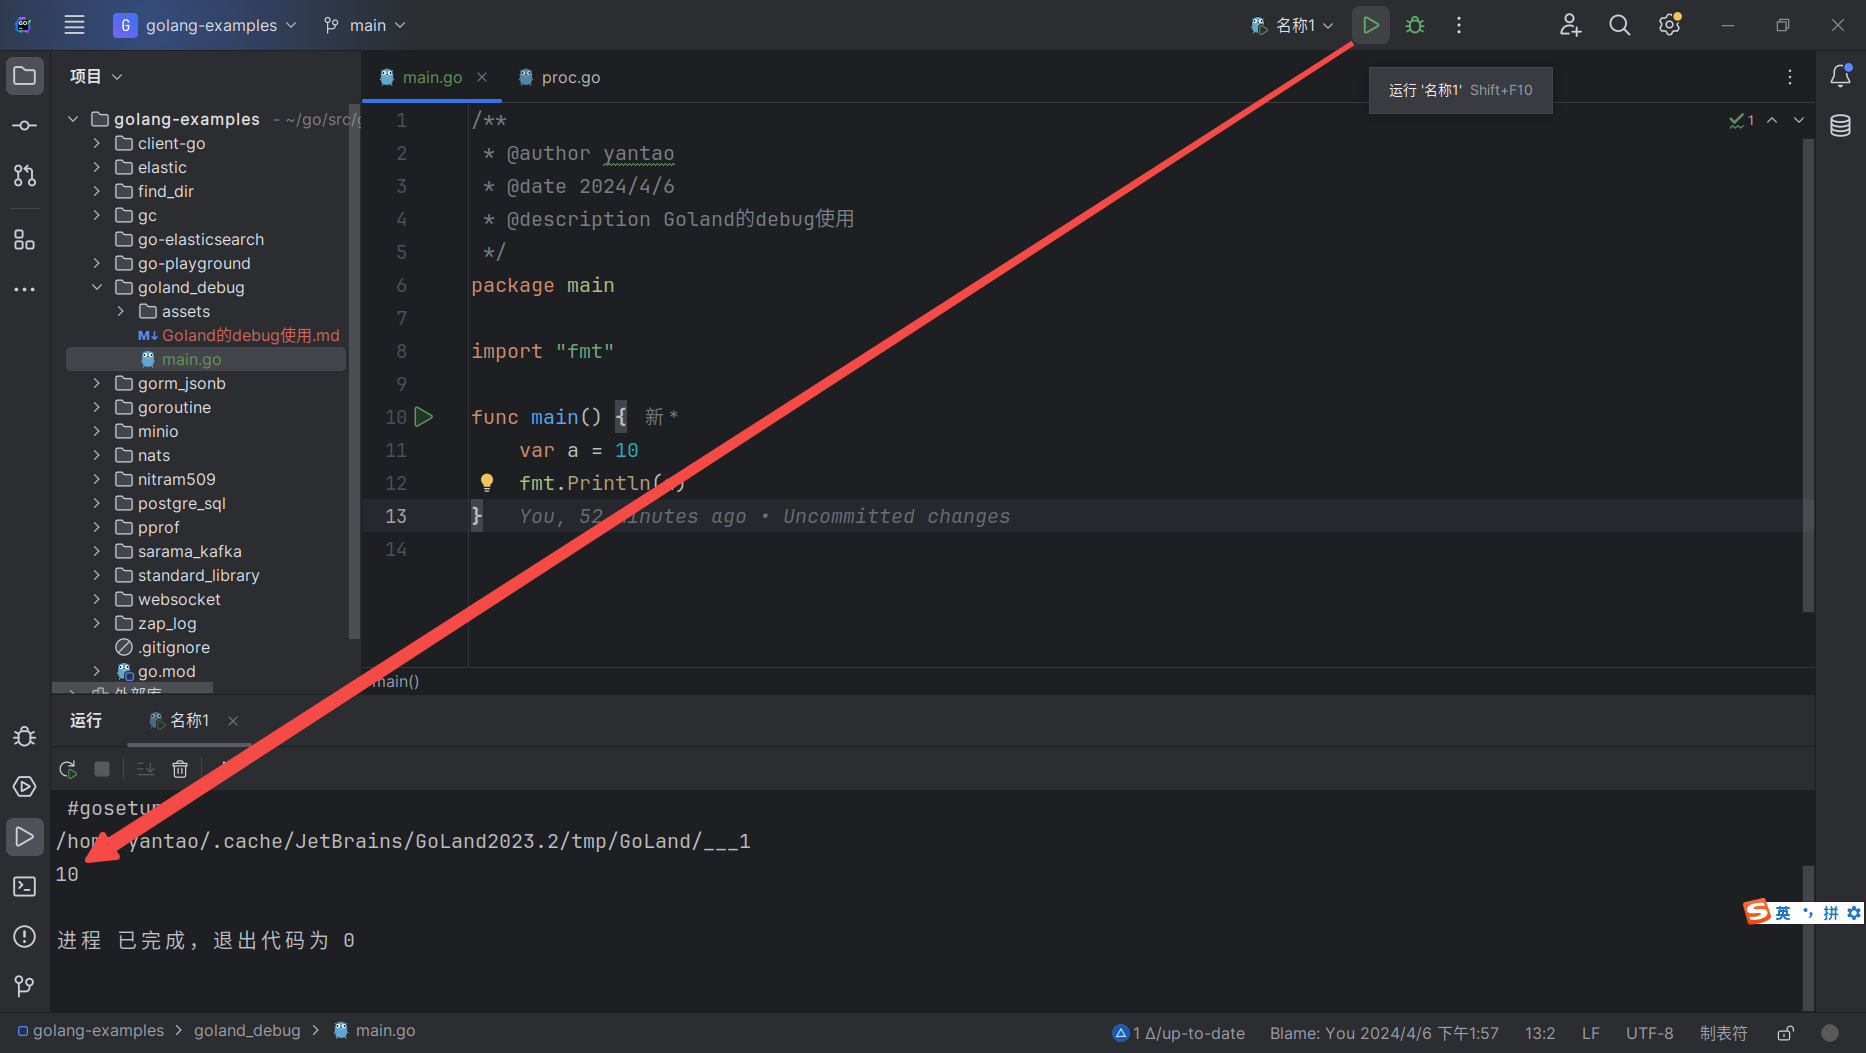 G golang-examples
main
名称1
项目
main.go
proc.go
运行 '名称1' Shift+F10
golang-examples - ~/go/src/g
client-go
elastic
find_dir
gc
go-elasticsearch
go-playground
goland_debug
assets
M↓ Goland的debug使用.md
main.go
gorm_jsonb
goroutine
minio
nats
nitram509
postgre_sql
pprof
sarama_kafka
standard_library
websocket
zap_log
.gitignore
go.mod
外部库
1 /**
2 * @author yantao
3 * @date 2024/4/6
4 * @description Goland的debug使用
5 */
6 package main
7
8 import "fmt"
9
10 func main() { 新 *
11 var a = 10
12 fmt.Println( )
13 } You, 52 minutes ago • Uncommitted changes
14
1
main()
运行
名称1
#gosetup
/home/yantao/.cache/JetBrains/GoLand2023.2/tmp/GoLand/___1
10
进程 已完成，退出代码为 0
英 拼
golang-examples > goland_debug > main.go
1 Δ/up-to-date
Blame: You 2024/4/6 下午1:57
13:2
LF
UTF-8
制表符